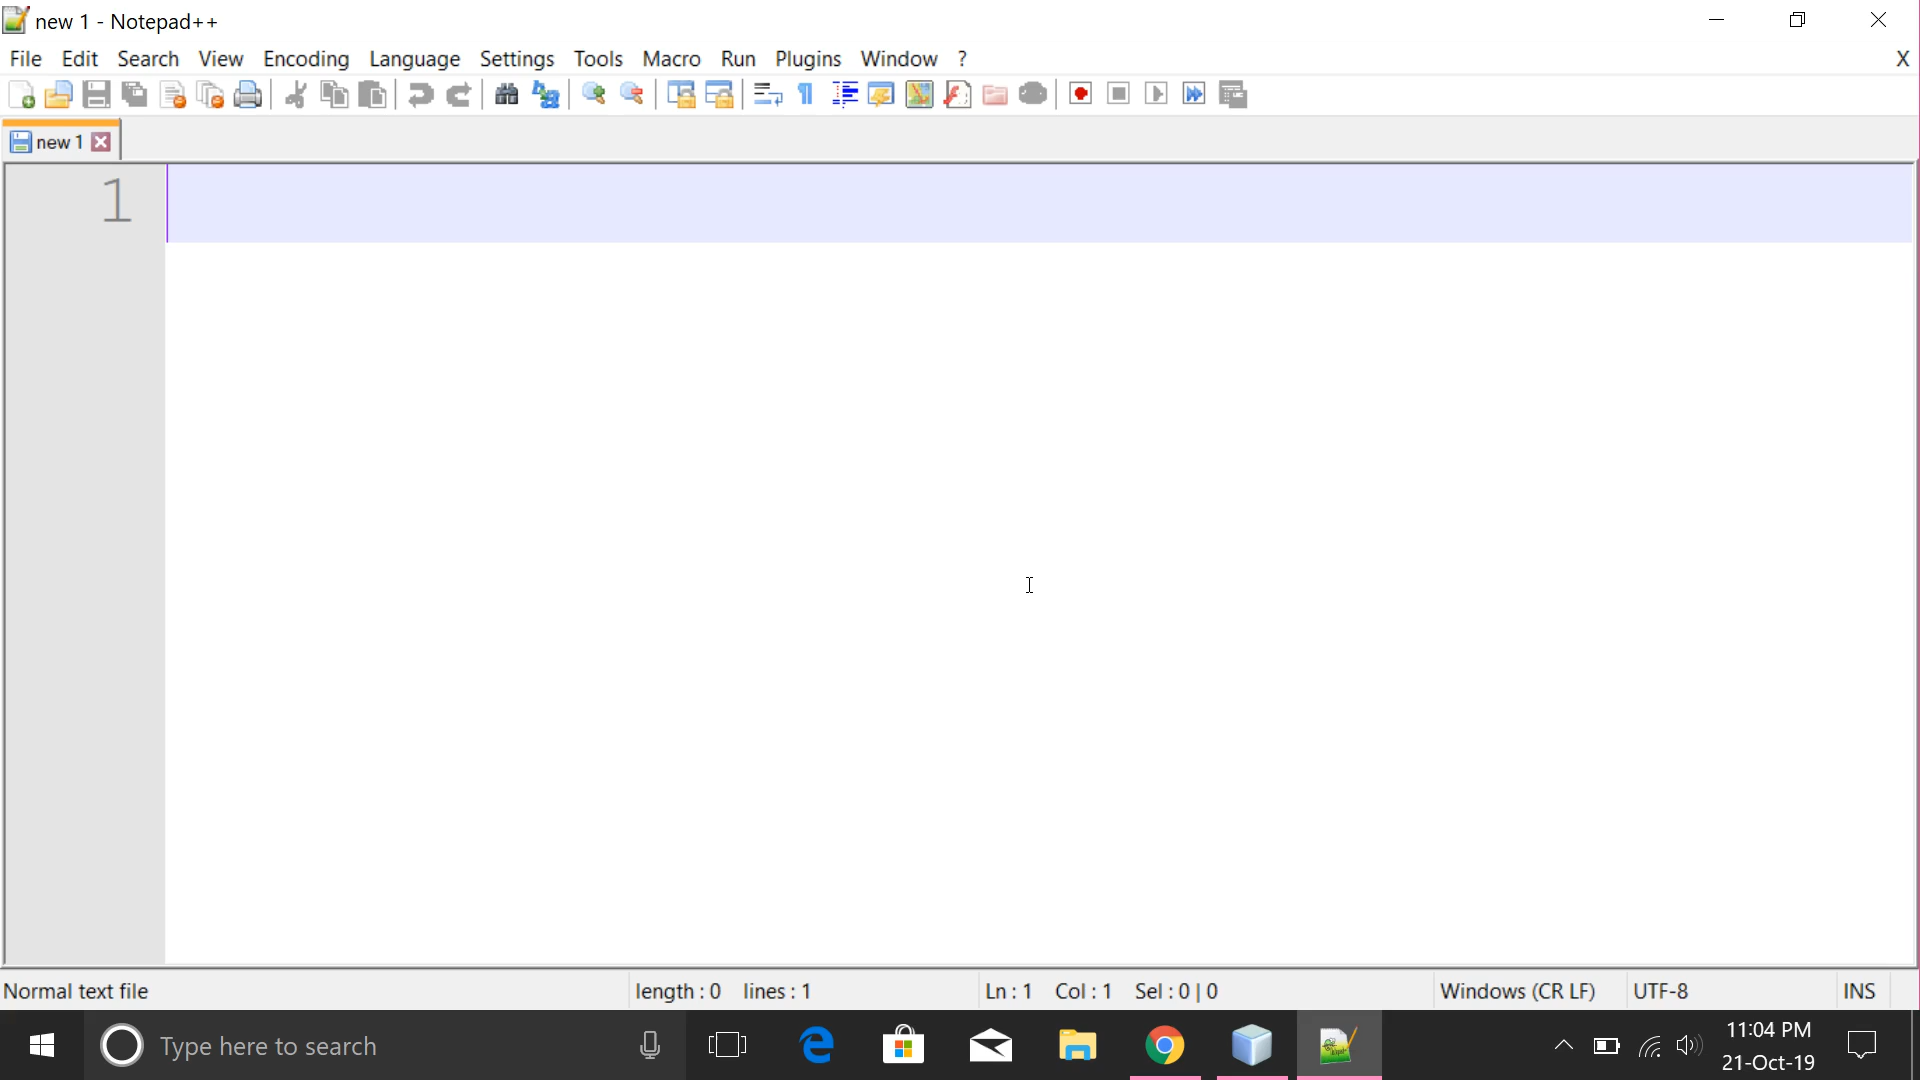 new 1 - Notepad++
File Edit Search View Encoding Language Settings Tools Macro Run Plugins Window ? X
new 1
1
Normal text file length : 0 lines : 1 Ln : 1 Col : 1 Sel : 0 | 0 Windows (CR LF) UTF-8 INS
Type here to search
11:04 PM
21-Oct-19